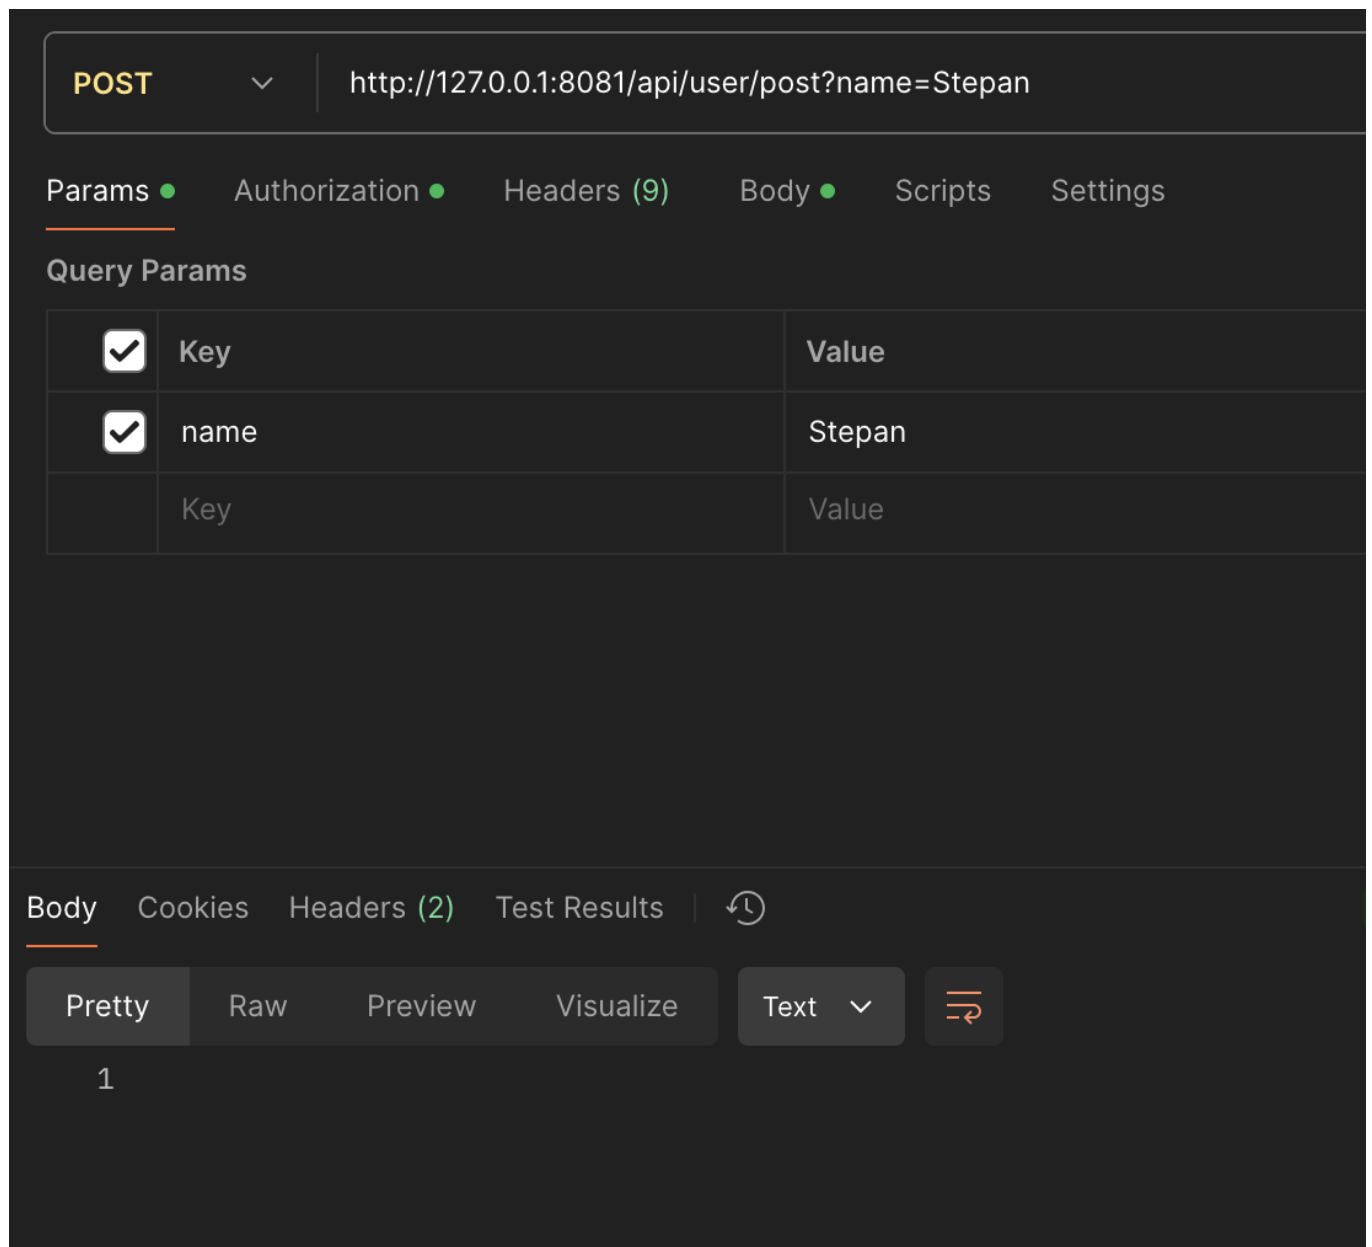 POST http://127.0.0.1:8081/api/user/post?name=Stepan
Params Authorization Headers (9) Body Scripts Settings
Query Params
Key Value
name Stepan
Key Value
Body Cookies Headers (2) Test Results
Pretty Raw Preview Visualize Text
1